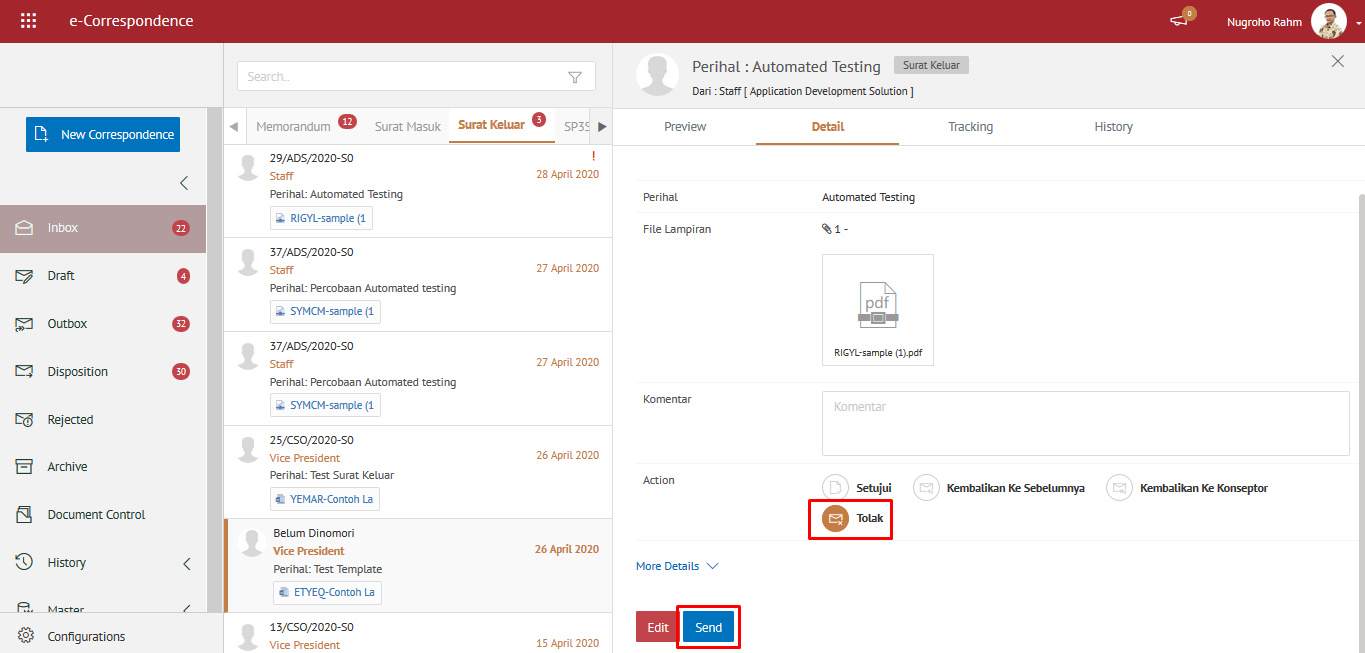 e-Correspondence
0
Nugroho Rahm
New Correspondence
Inbox
22
Draft
4
Outbox
32
Disposition
30
Rejected
Archive
Document Control
History
Master
Configurations
Search..
Memorandum
12
Surat Masuk
Surat Keluar
3
SP3S
29/ADS/2020-S0
!
Staff
28 April 2020
Perihal: Automated Testing
RIGYL-sample (1
37/ADS/2020-S0
Staff
27 April 2020
Perihal: Percobaan Automated testing
SYMCM-sample (1
37/ADS/2020-S0
Staff
27 April 2020
Perihal: Percobaan Automated testing
SYMCM-sample (1
25/CSO/2020-S0
Vice President
26 April 2020
Perihal: Test Surat Keluar
YEMAR-Contoh La
Belum Dinomori
Vice President
26 April 2020
Perihal: Test Template
ETYEQ-Contoh La
13/CSO/2020-S0
Vice President
15 April 2020
Perihal : Automated Testing
Surat Keluar
Dari : Staff [ Application Development Solution ]
Preview
Detail
Tracking
History
Perihal
Automated Testing
File Lampiran
1 -
pdf
RIGYL-sample (1).pdf
Komentar
Komentar
Action
Setujui
Kembalikan Ke Sebelumnya
Kembalikan Ke Konseptor
Tolak
More Details
Edit
Send